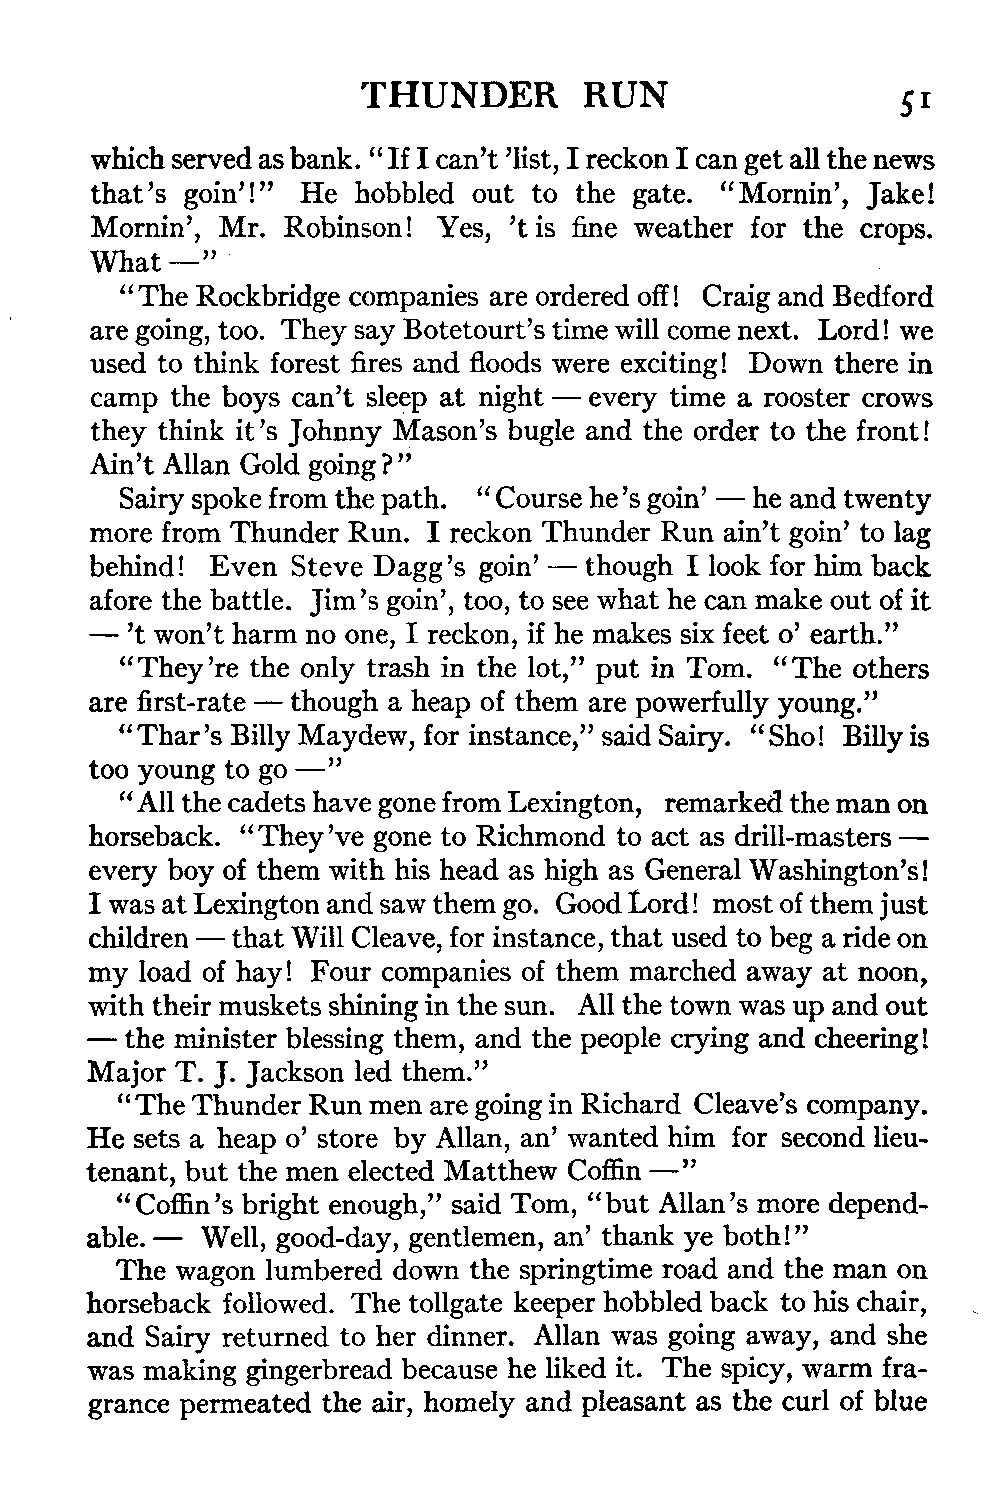 THUNDER RUN 51
which served as bank. “If I can’t ’list, I reckon I can get all the news
that’s goin’!” He hobbled out to the gate. “Mornin’, Jake!
Mornin’, Mr. Robinson! Yes, ’t is fine weather for the crops.
What —”
“The Rockbridge companies are ordered off! Craig and Bedford
are going, too. They say Botetourt’s time will come next. Lord! we
used to think forest fires and floods were exciting! Down there in
camp the boys can’t sleep at night — every time a rooster crows
they think it’s Johnny Mason’s bugle and the order to the front!
Ain’t Allan Gold going?”
Sairy spoke from the path. “Course he’s goin’ — he and twenty
more from Thunder Run. I reckon Thunder Run ain’t goin’ to lag
behind! Even Steve Dagg’s goin’ — though I look for him back
afore the battle. Jim’s goin’, too, to see what he can make out of it
— ’t won’t harm no one, I reckon, if he makes six feet o’ earth.”
“They’re the only trash in the lot,” put in Tom. “The others
are first-rate — though a heap of them are powerfully young.”
“Thar’s Billy Maydew, for instance,” said Sairy. “Sho! Billy is
too young to go —”
“All the cadets have gone from Lexington, remarked the man on
horseback. “They’ve gone to Richmond to act as drill-masters —
every boy of them with his head as high as General Washington’s!
I was at Lexington and saw them go. Good Lord! most of them just
children — that Will Cleave, for instance, that used to beg a ride on
my load of hay! Four companies of them marched away at noon,
with their muskets shining in the sun. All the town was up and out
— the minister blessing them, and the people crying and cheering!
Major T. J. Jackson led them.”
“The Thunder Run men are going in Richard Cleave’s company.
He sets a heap o’ store by Allan, an’ wanted him for second lieu-
tenant, but the men elected Matthew Coffin —”
“Coffin’s bright enough,” said Tom, “but Allan’s more depend-
able. — Well, good-day, gentlemen, an’ thank ye both!”
The wagon lumbered down the springtime road and the man on
horseback followed. The tollgate keeper hobbled back to his chair,
and Sairy returned to her dinner. Allan was going away, and she
was making gingerbread because he liked it. The spicy, warm fra-
grance permeated the air, homely and pleasant as the curl of blue